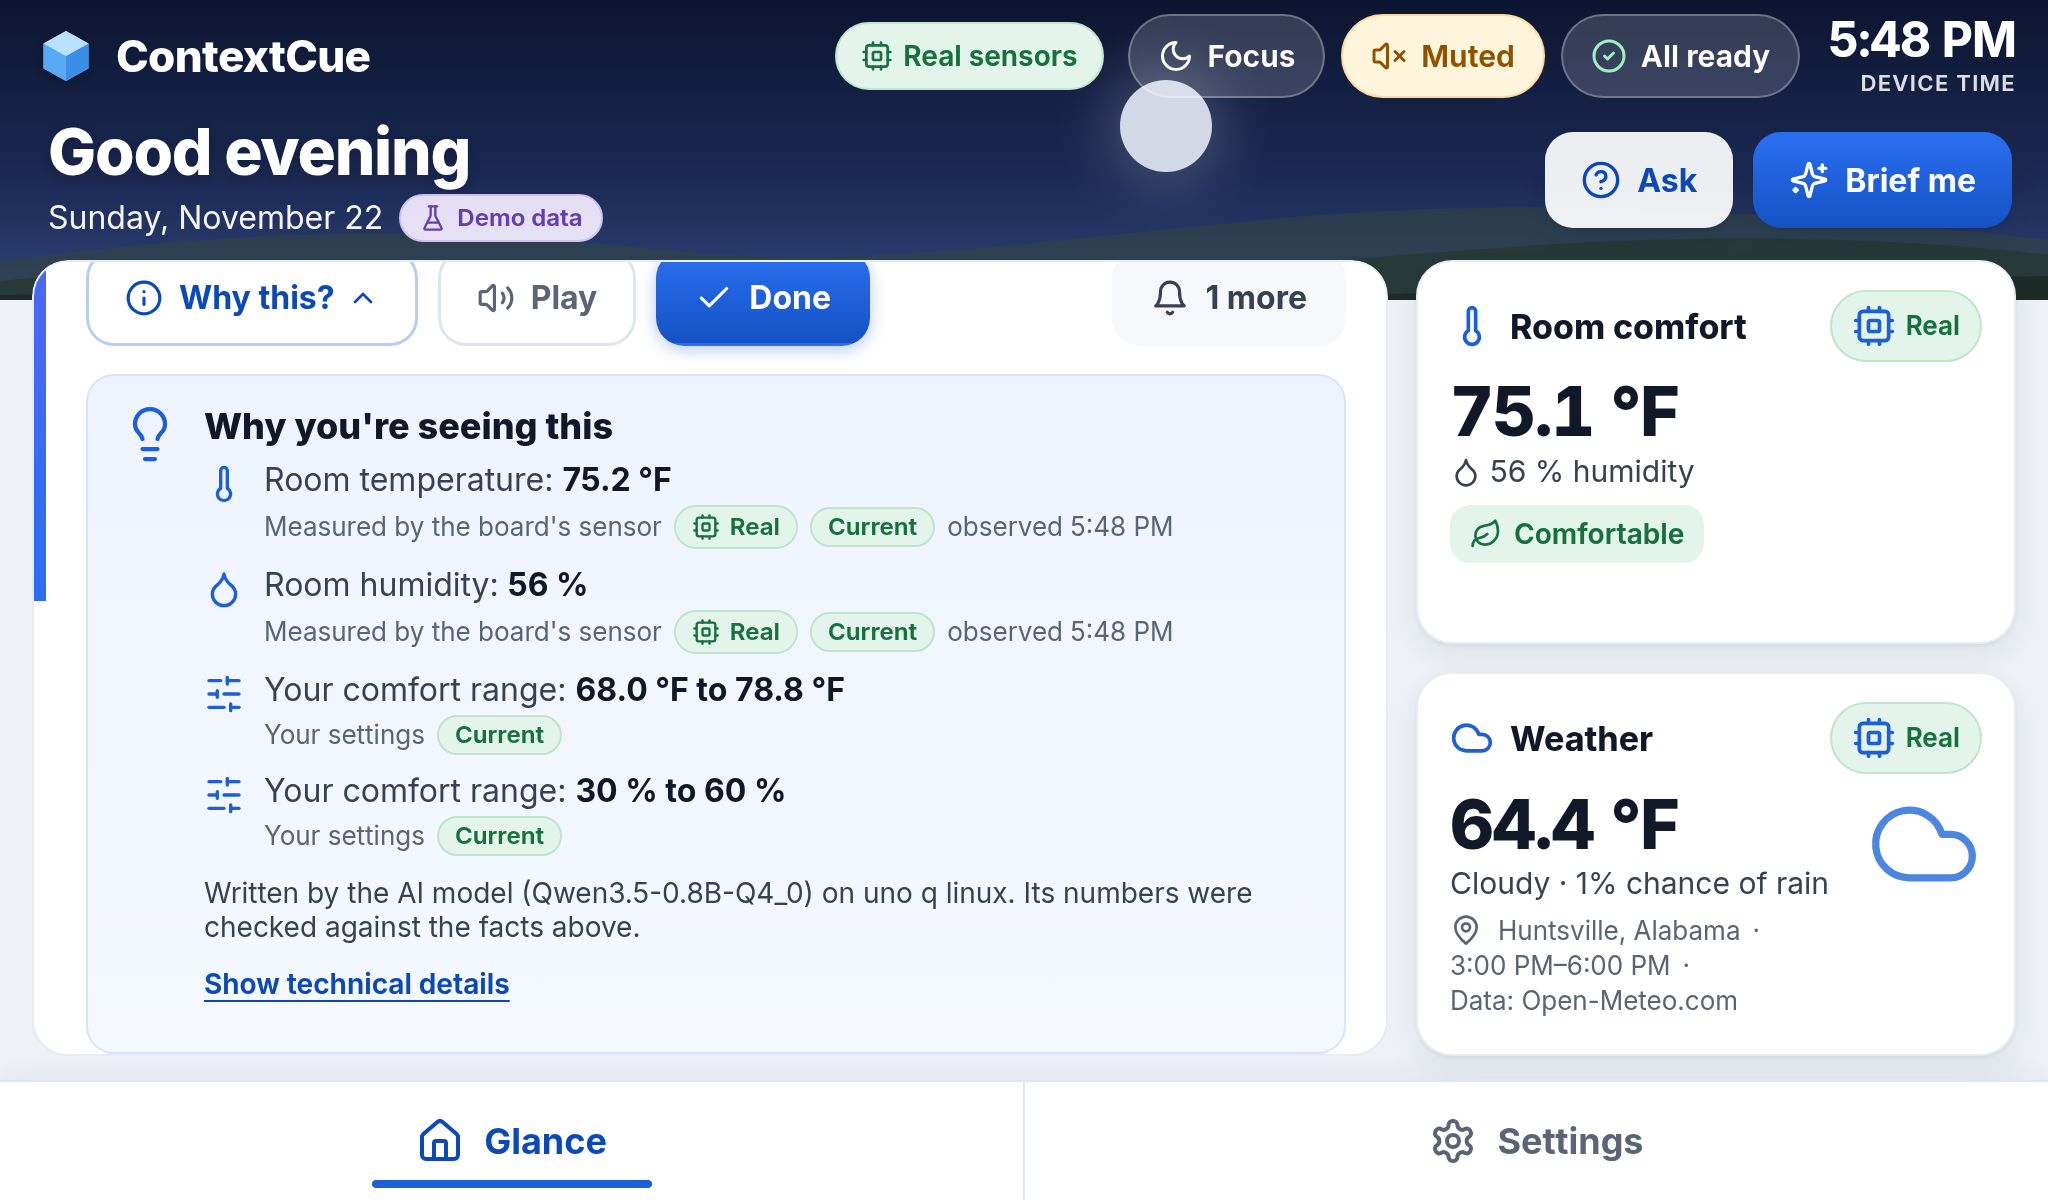 ContextCue
Real sensors
Focus
Muted
All ready
5:48 PM
DEVICE TIME
Good evening
Sunday, November 22
Demo data
Ask
Brief me
Why this?
Play
Done
1 more
Why you're seeing this
Room temperature: 75.2 °F
Measured by the board's sensor Real Current observed 5:48 PM
Room humidity: 56 %
Measured by the board's sensor Real Current observed 5:48 PM
Your comfort range: 68.0 °F to 78.8 °F
Your settings Current
Your comfort range: 30 % to 60 %
Your settings Current
Written by the AI model (Qwen3.5-0.8B-Q4_0) on uno q linux. Its numbers were
checked against the facts above.
Show technical details
Room comfort
Real
75.1 °F
56 % humidity
Comfortable
Weather
Real
64.4 °F
Cloudy · 1% chance of rain
Huntsville, Alabama ·
3:00 PM–6:00 PM ·
Data: Open-Meteo.com
Glance
Settings